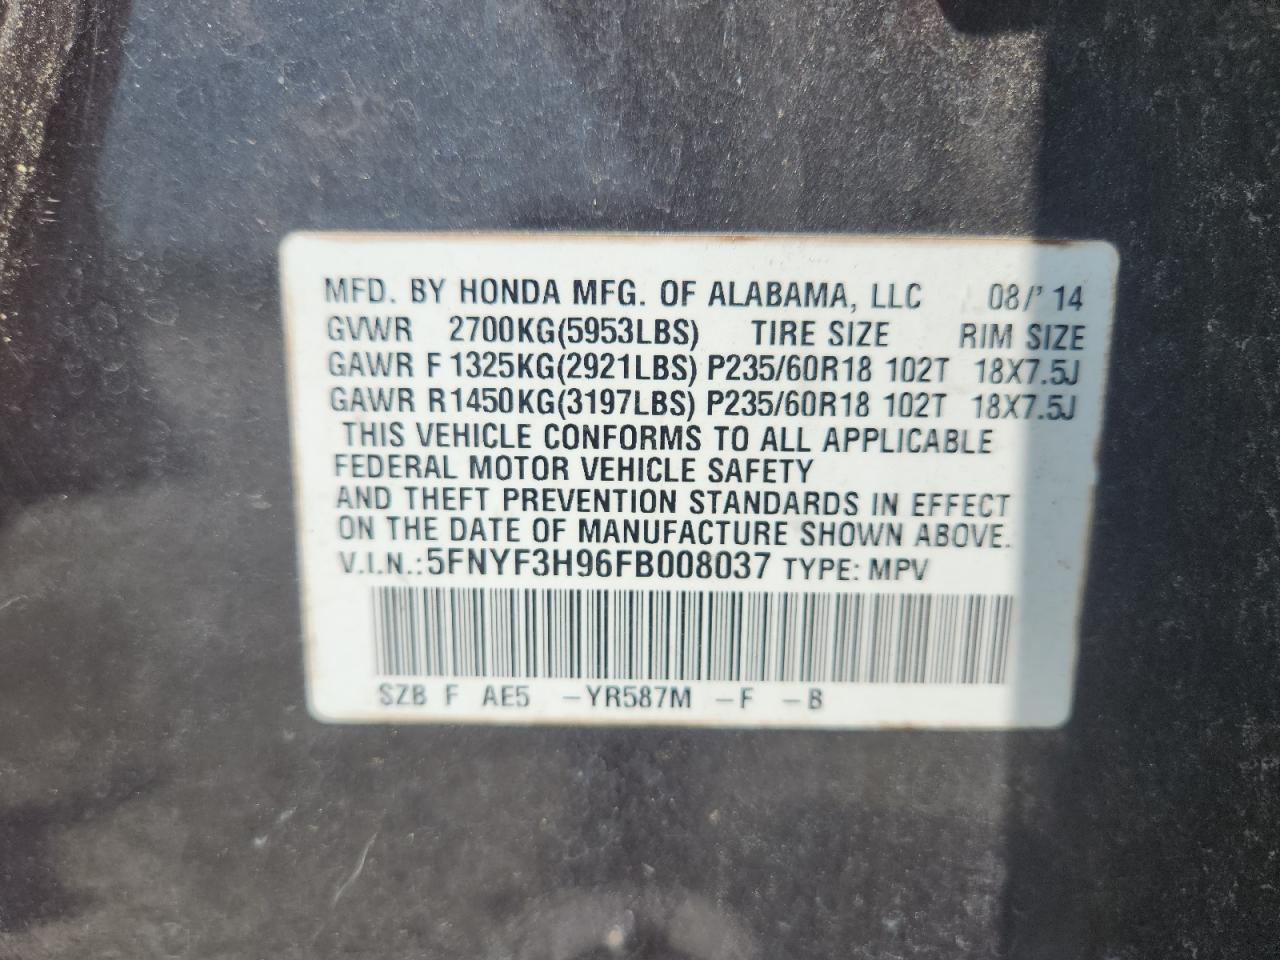 MFD. BY HONDA MFG. OF ALABAMA, LLC 08/' 14
GVWR 2700KG(5953LBS) TIRE SIZE RIM SIZE
GAWR F 1325KG(2921LBS) P235/60R18 102T 18X7.5J
GAWR R1450KG(3197LBS) P235/60R18 102T 18X7.5J
THIS VEHICLE CONFORMS TO ALL APPLICABLE
FEDERAL MOTOR VEHICLE SAFETY
AND THEFT PREVENTION STANDARDS IN EFFECT
ON THE DATE OF MANUFACTURE SHOWN ABOVE.
V.I.N.:5FNYF3H96FB008037 TYPE: MPV
SZB F AE5 -YR587M -F -B